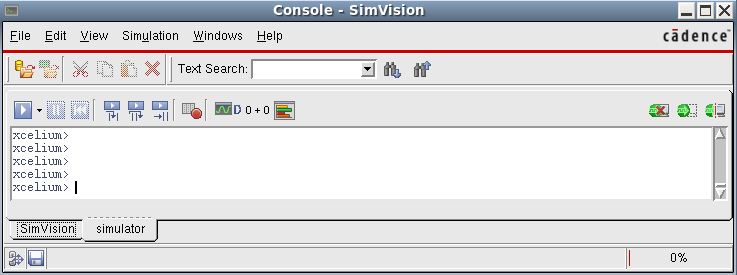 Console - SimVision
File Edit View Simulation Windows Help
cādence™
Text Search:
0 + 0
xcelium>
xcelium>
xcelium>
xcelium>
xcelium>
SimVision simulator
0%